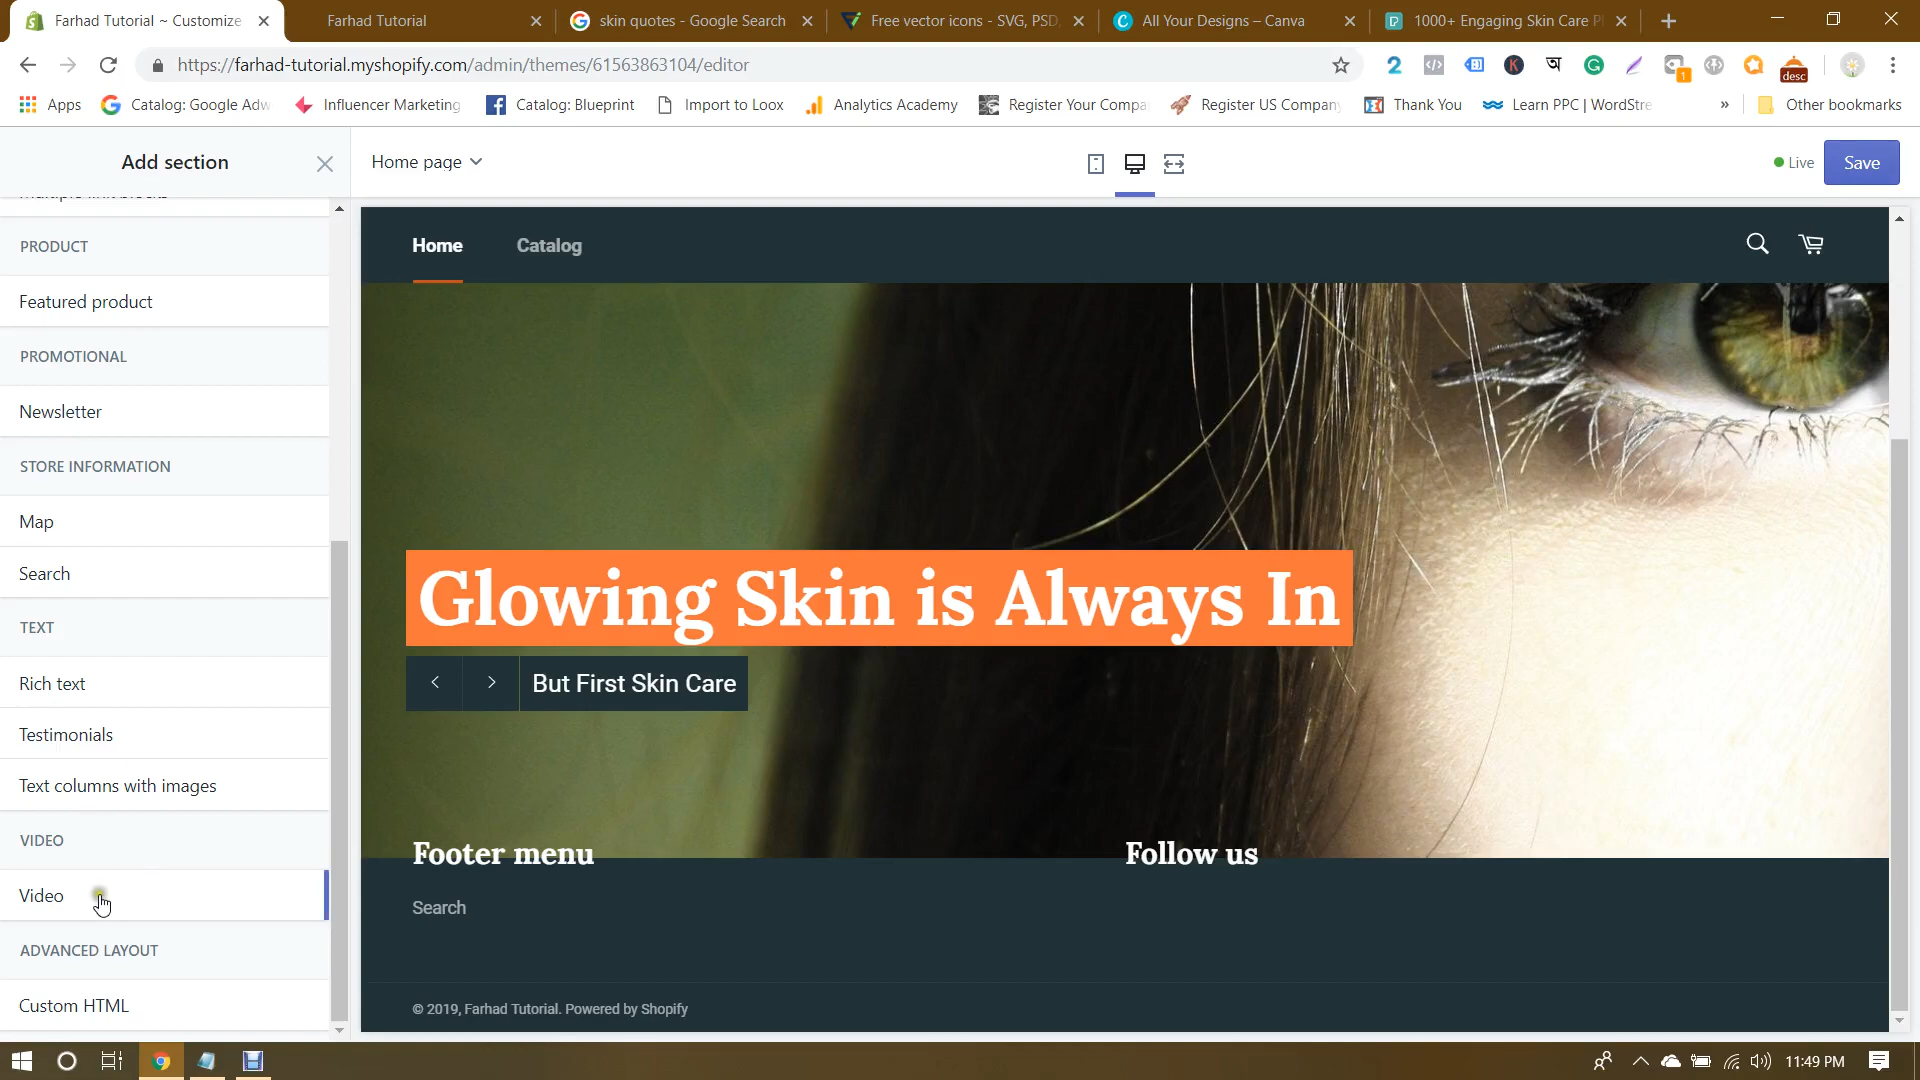 Farhad Tutorial ~ Customize
Farhad Tutorial
skin quotes - Google Search
Free vector icons - SVG, PSD,
All Your Designs – Canva
1000+ Engaging Skin Care P
https://farhad-tutorial.myshopify.com/admin/themes/61563863104/editor
1
desc
Apps
Catalog: Google Adw
Influencer Marketing
Catalog: Blueprint
Import to Loox
Analytics Academy
Register Your Compa
Register US Company
Thank You
Learn PPC | WordStre
»
Other bookmarks
Add section
Home page
Live
Save
Multiple link blocks
PRODUCT
Featured product
PROMOTIONAL
Newsletter
STORE INFORMATION
Map
Search
TEXT
Rich text
Testimonials
Text columns with images
VIDEO
Video
ADVANCED LAYOUT
Custom HTML
Home
Catalog
Glowing Skin is Always In
But First Skin Care
Footer menu
Follow us
Search
© 2019, Farhad Tutorial. Powered by Shopify
11:49 PM